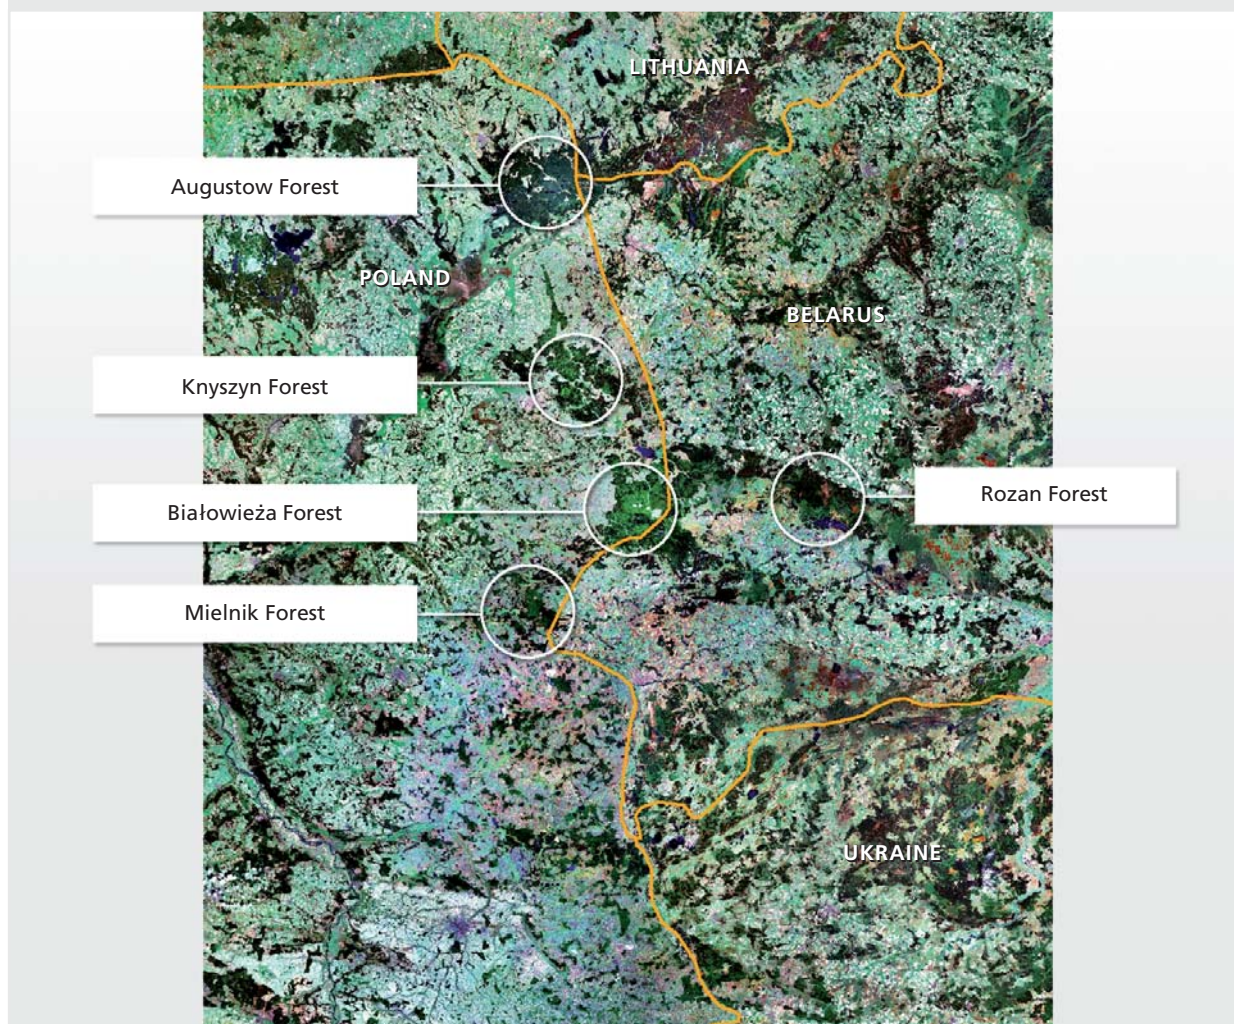 LITHUANIA
Augustow Forest
POLAND
BELARUS
Knyszyn Forest
Rozan Forest
Białowieża Forest
Mielnik Forest
UKRAINE